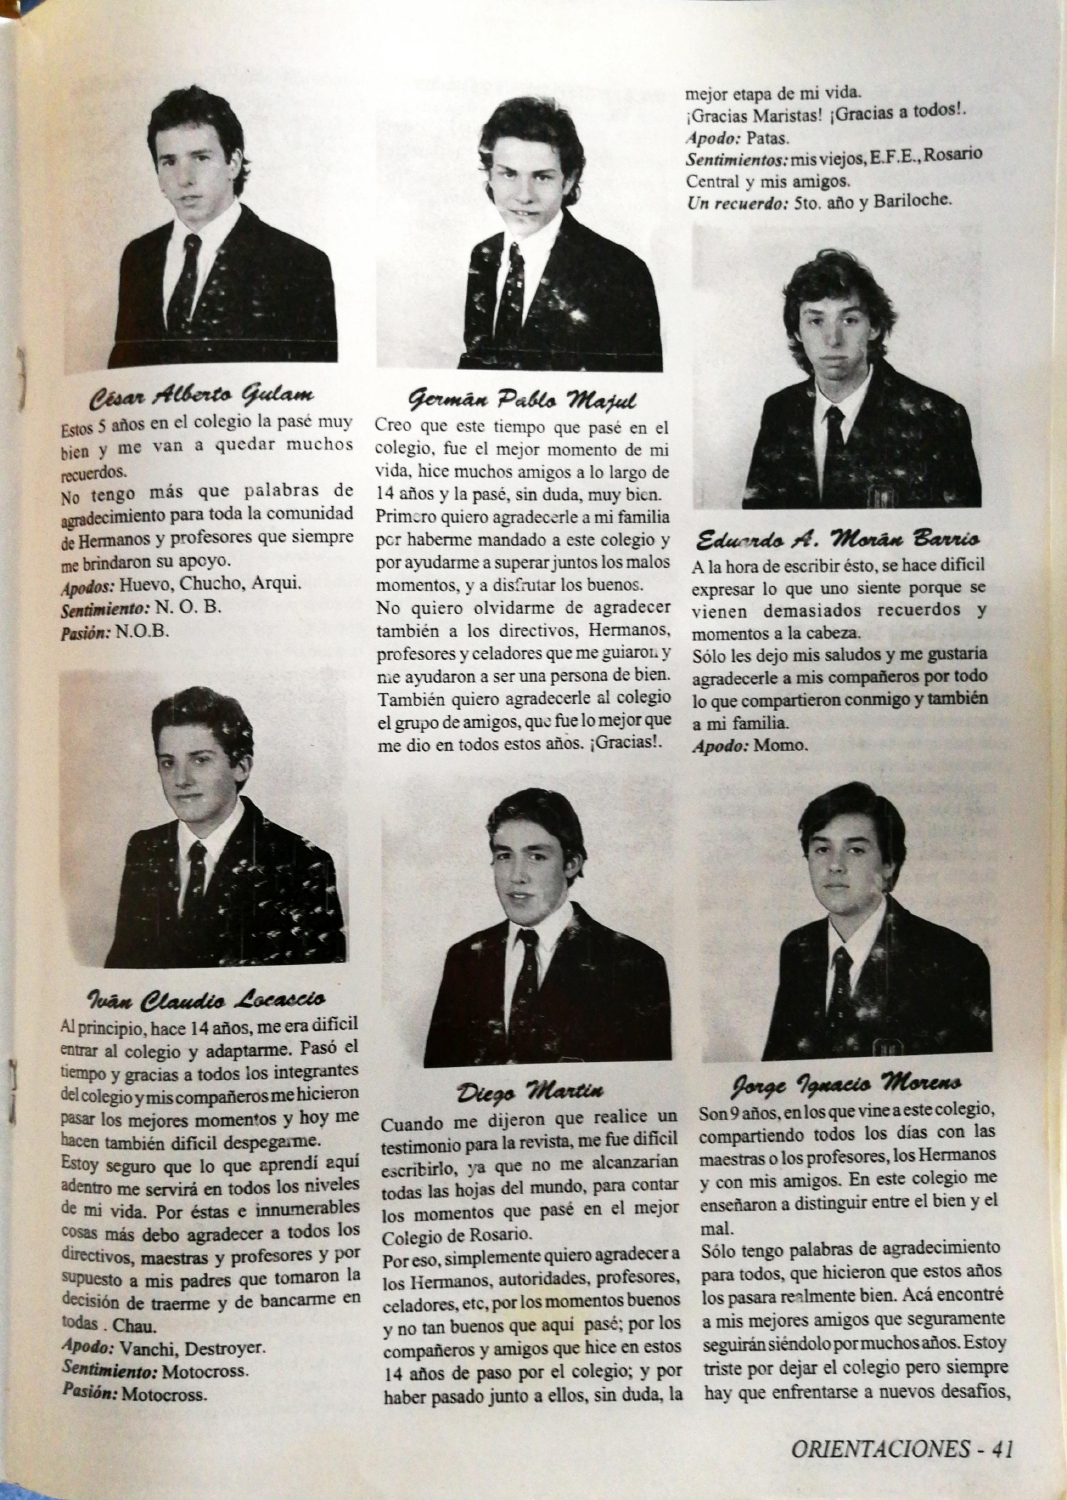 César Alberto Gulam
Estos 5 años en el colegio la pasé muy
bien y me van a quedar muchos
recuerdos.
No tengo más que palabras de
agradecimiento para toda la comunidad
de Hermanos y profesores que siempre
me brindaron su apoyo.
Apodos: Huevo, Chucho, Arqui.
Sentimiento: N. O. B.
Pasión: N.O.B.
Iván Claudio Locascio
Al principio, hace 14 años, me era difícil
entrar al colegio y adaptarme. Pasó el
tiempo y gracias a todos los integrantes
del colegio y mis compañeros me hicieron
pasar los mejores momentos y hoy me
hacen también difícil despegarme.
Estoy seguro que lo que aprendí aquí
adentro me servirá en todos los niveles
de mi vida. Por éstas e innumerables
cosas más debo agradecer a todos los
directivos, maestras y profesores y por
supuesto a mis padres que tomaron la
decisión de traerme y de bancarme en
todas . Chau.
Apodo: Vanchi, Destroyer.
Sentimiento: Motocross.
Pasión: Motocross.
Germán Pablo Majul
Creo que este tiempo que pasé en el
colegio, fue el mejor momento de mi
vida, hice muchos amigos a lo largo de
14 años y la pasé, sin duda, muy bien.
Primero quiero agradecerle a mi familia
por haberme mandado a este colegio y
por ayudarme a superar juntos los malos
momentos, y a disfrutar los buenos.
No quiero olvidarme de agradecer
también a los directivos, Hermanos,
profesores y celadores que me guiaron y
me ayudaron a ser una persona de bien.
También quiero agradecerle al colegio
el grupo de amigos, que fue lo mejor que
me dio en todos estos años. ¡Gracias!.
Diego Martin
Cuando me dijeron que realice un
testimonio para la revista, me fue difícil
escribirlo, ya que no me alcanzarían
todas las hojas del mundo, para contar
los momentos que pasé en el mejor
Colegio de Rosario.
Por eso, simplemente quiero agradecer a
los Hermanos, autoridades, profesores,
celadores, etc, por los momentos buenos
y no tan buenos que aquí pasé; por los
compañeros y amigos que hice en estos
14 años de paso por el colegio; y por
haber pasado junto a ellos, sin duda, la
mejor etapa de mi vida.
¡Gracias Maristas! ¡Gracias a todos!.
Apodo: Patas.
Sentimientos: mis viejos, E.F.E., Rosario
Central y mis amigos.
Un recuerdo: 5to. año y Bariloche.
Eduardo A. Morán Barrio
A la hora de escribir ésto, se hace difícil
expresar lo que uno siente porque se
vienen demasiados recuerdos y
momentos a la cabeza.
Sólo les dejo mis saludos y me gustaría
agradecerle a mis compañeros por todo
lo que compartieron conmigo y también
a mi familia.
Apodo: Momo.
Jorge Ignacio Moreno
Son 9 años, en los que vine a este colegio,
compartiendo todos los días con las
maestras o los profesores, los Hermanos
y con mis amigos. En este colegio me
enseñaron a distinguir entre el bien y el
mal.
Sólo tengo palabras de agradecimiento
para todos, que hicieron que estos años
los pasara realmente bien. Acá encontré
a mis mejores amigos que seguramente
seguirán siéndolo por muchos años. Estoy
triste por dejar el colegio pero siempre
hay que enfrentarse a nuevos desafíos,
ORIENTACIONES - 41